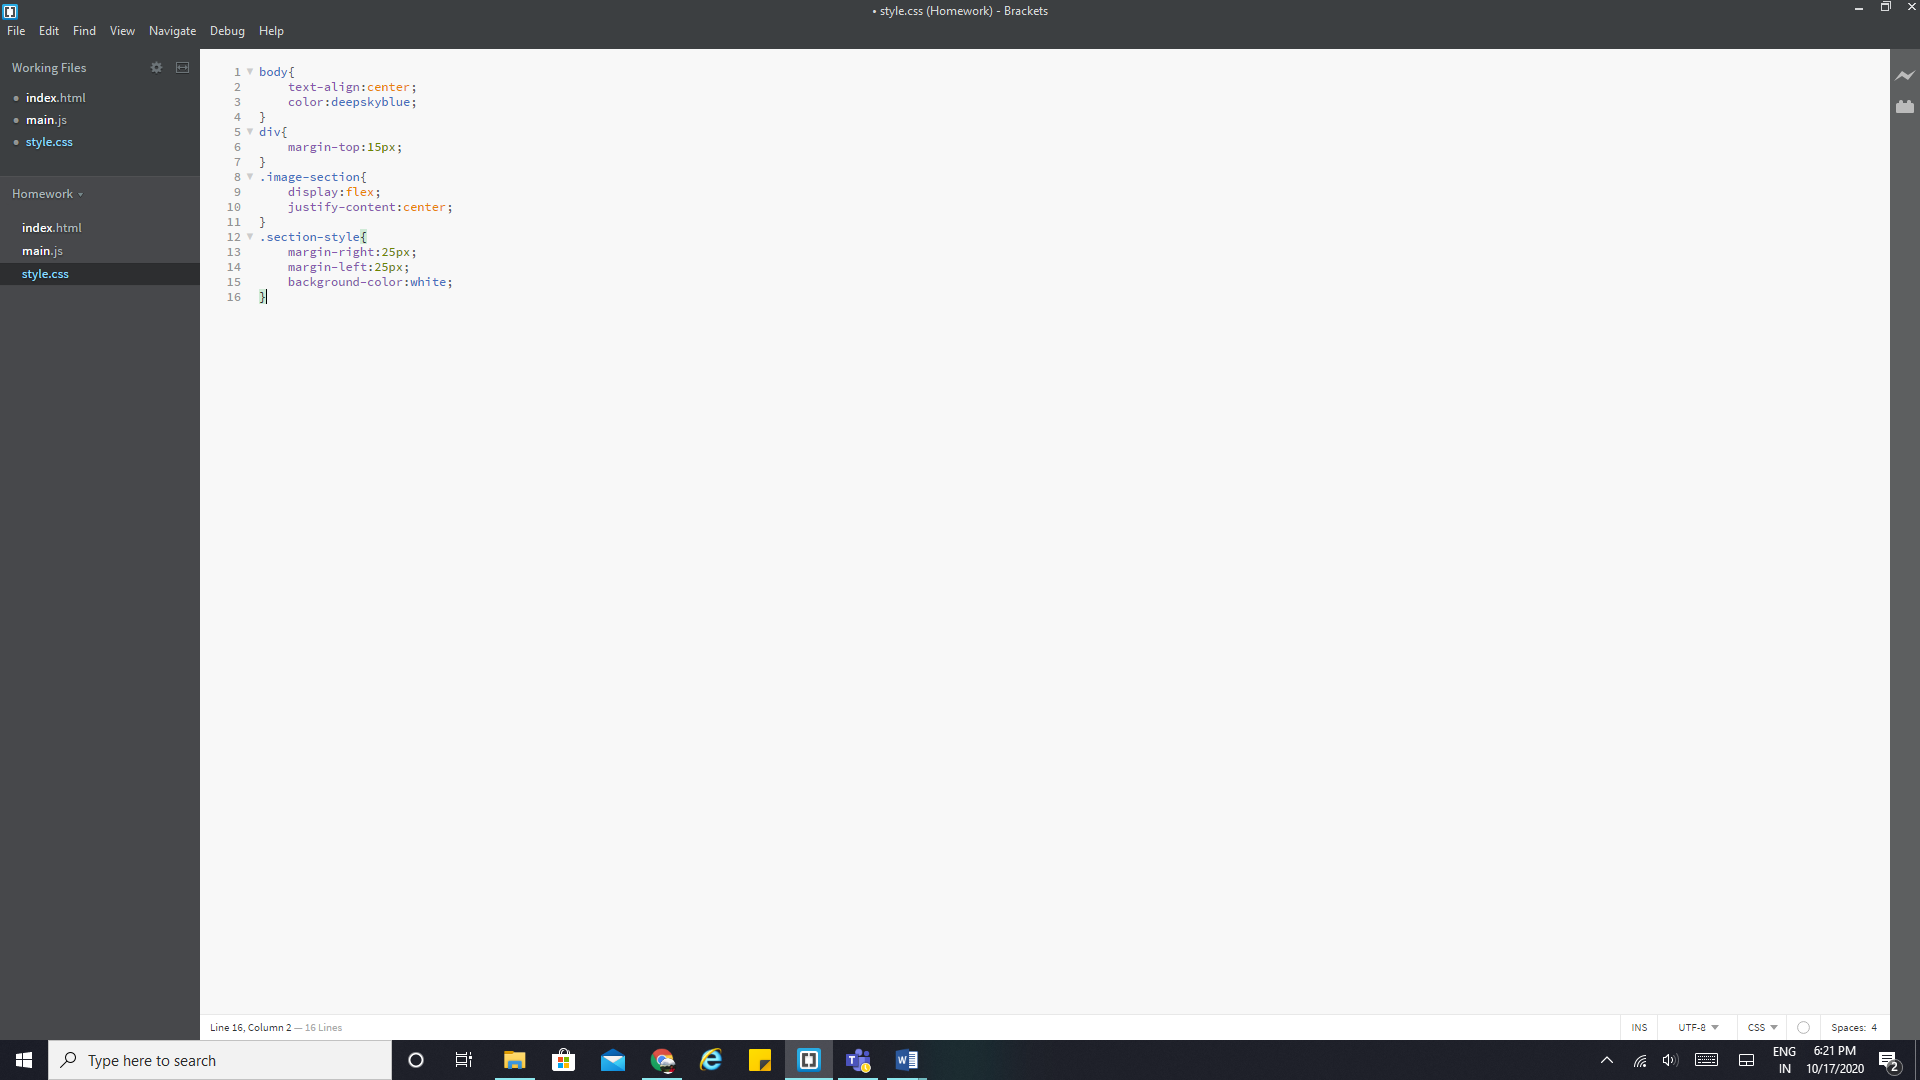 • style.css (Homework) - Brackets
File Edit Find View Navigate Debug Help
Working Files
index.html
main.js
style.css
Homework
index.html
main.js
style.css
1 body{
2     text-align:center;
3     color:deepskyblue;
4 }
5 div{
6     margin-top:15px;
7 }
8 .image-section{
9     display:flex;
10     justify-content:center;
11 }
12 .section-style{
13     margin-right:25px;
14     margin-left:25px;
15     background-color:white;
16 }
Line 16, Column 2 — 16 Lines
INS UTF-8 CSS Spaces: 4
Type here to search
ENG 6:21 PM
IN 10/17/2020 2